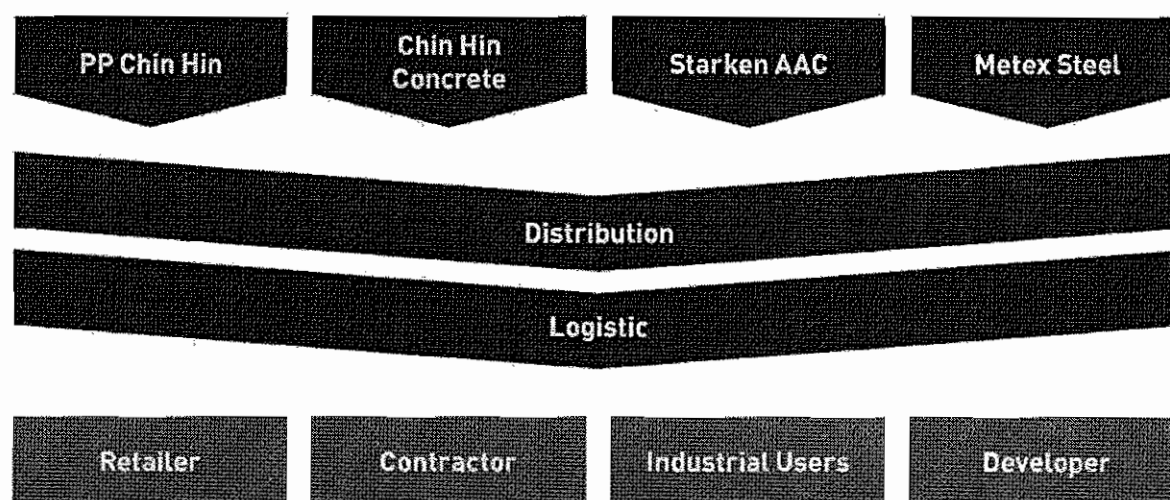 PP Chin Hin
Chin Hin
Concrete
Starken AAC
Metex Steel
Distribution
Logistic
Retailer
Contractor
Industrial Users
Developer